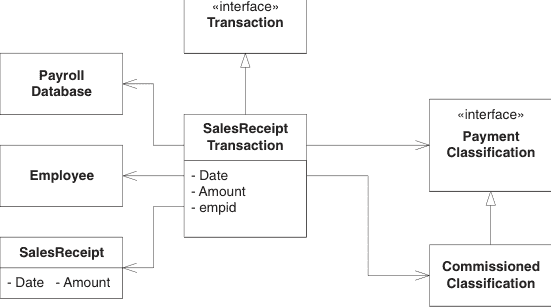 «interface»
Transaction
Payroll
Database
SalesReceipt
Transaction
- Date
- Amount
- empid
«interface»
Payment
Classification
Employee
SalesReceipt
- Date - Amount
Commissioned
Classification